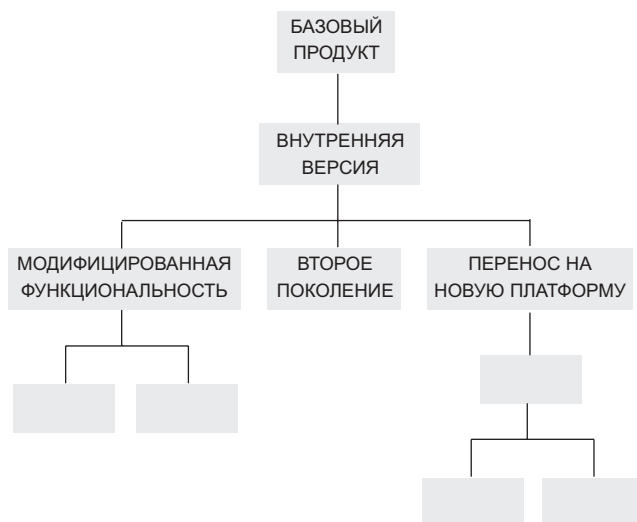 БАЗОВЫЙ
ПРОДУКТ
ВНУТРЕННЯЯ
ВЕРСИЯ
МОДИФИЦИРОВАННАЯ
ФУНКЦИОНАЛЬНОСТЬ
ВТОРОЕ
ПОКОЛЕНИЕ
ПЕРЕНОС НА
НОВУЮ ПЛАТФОРМУ